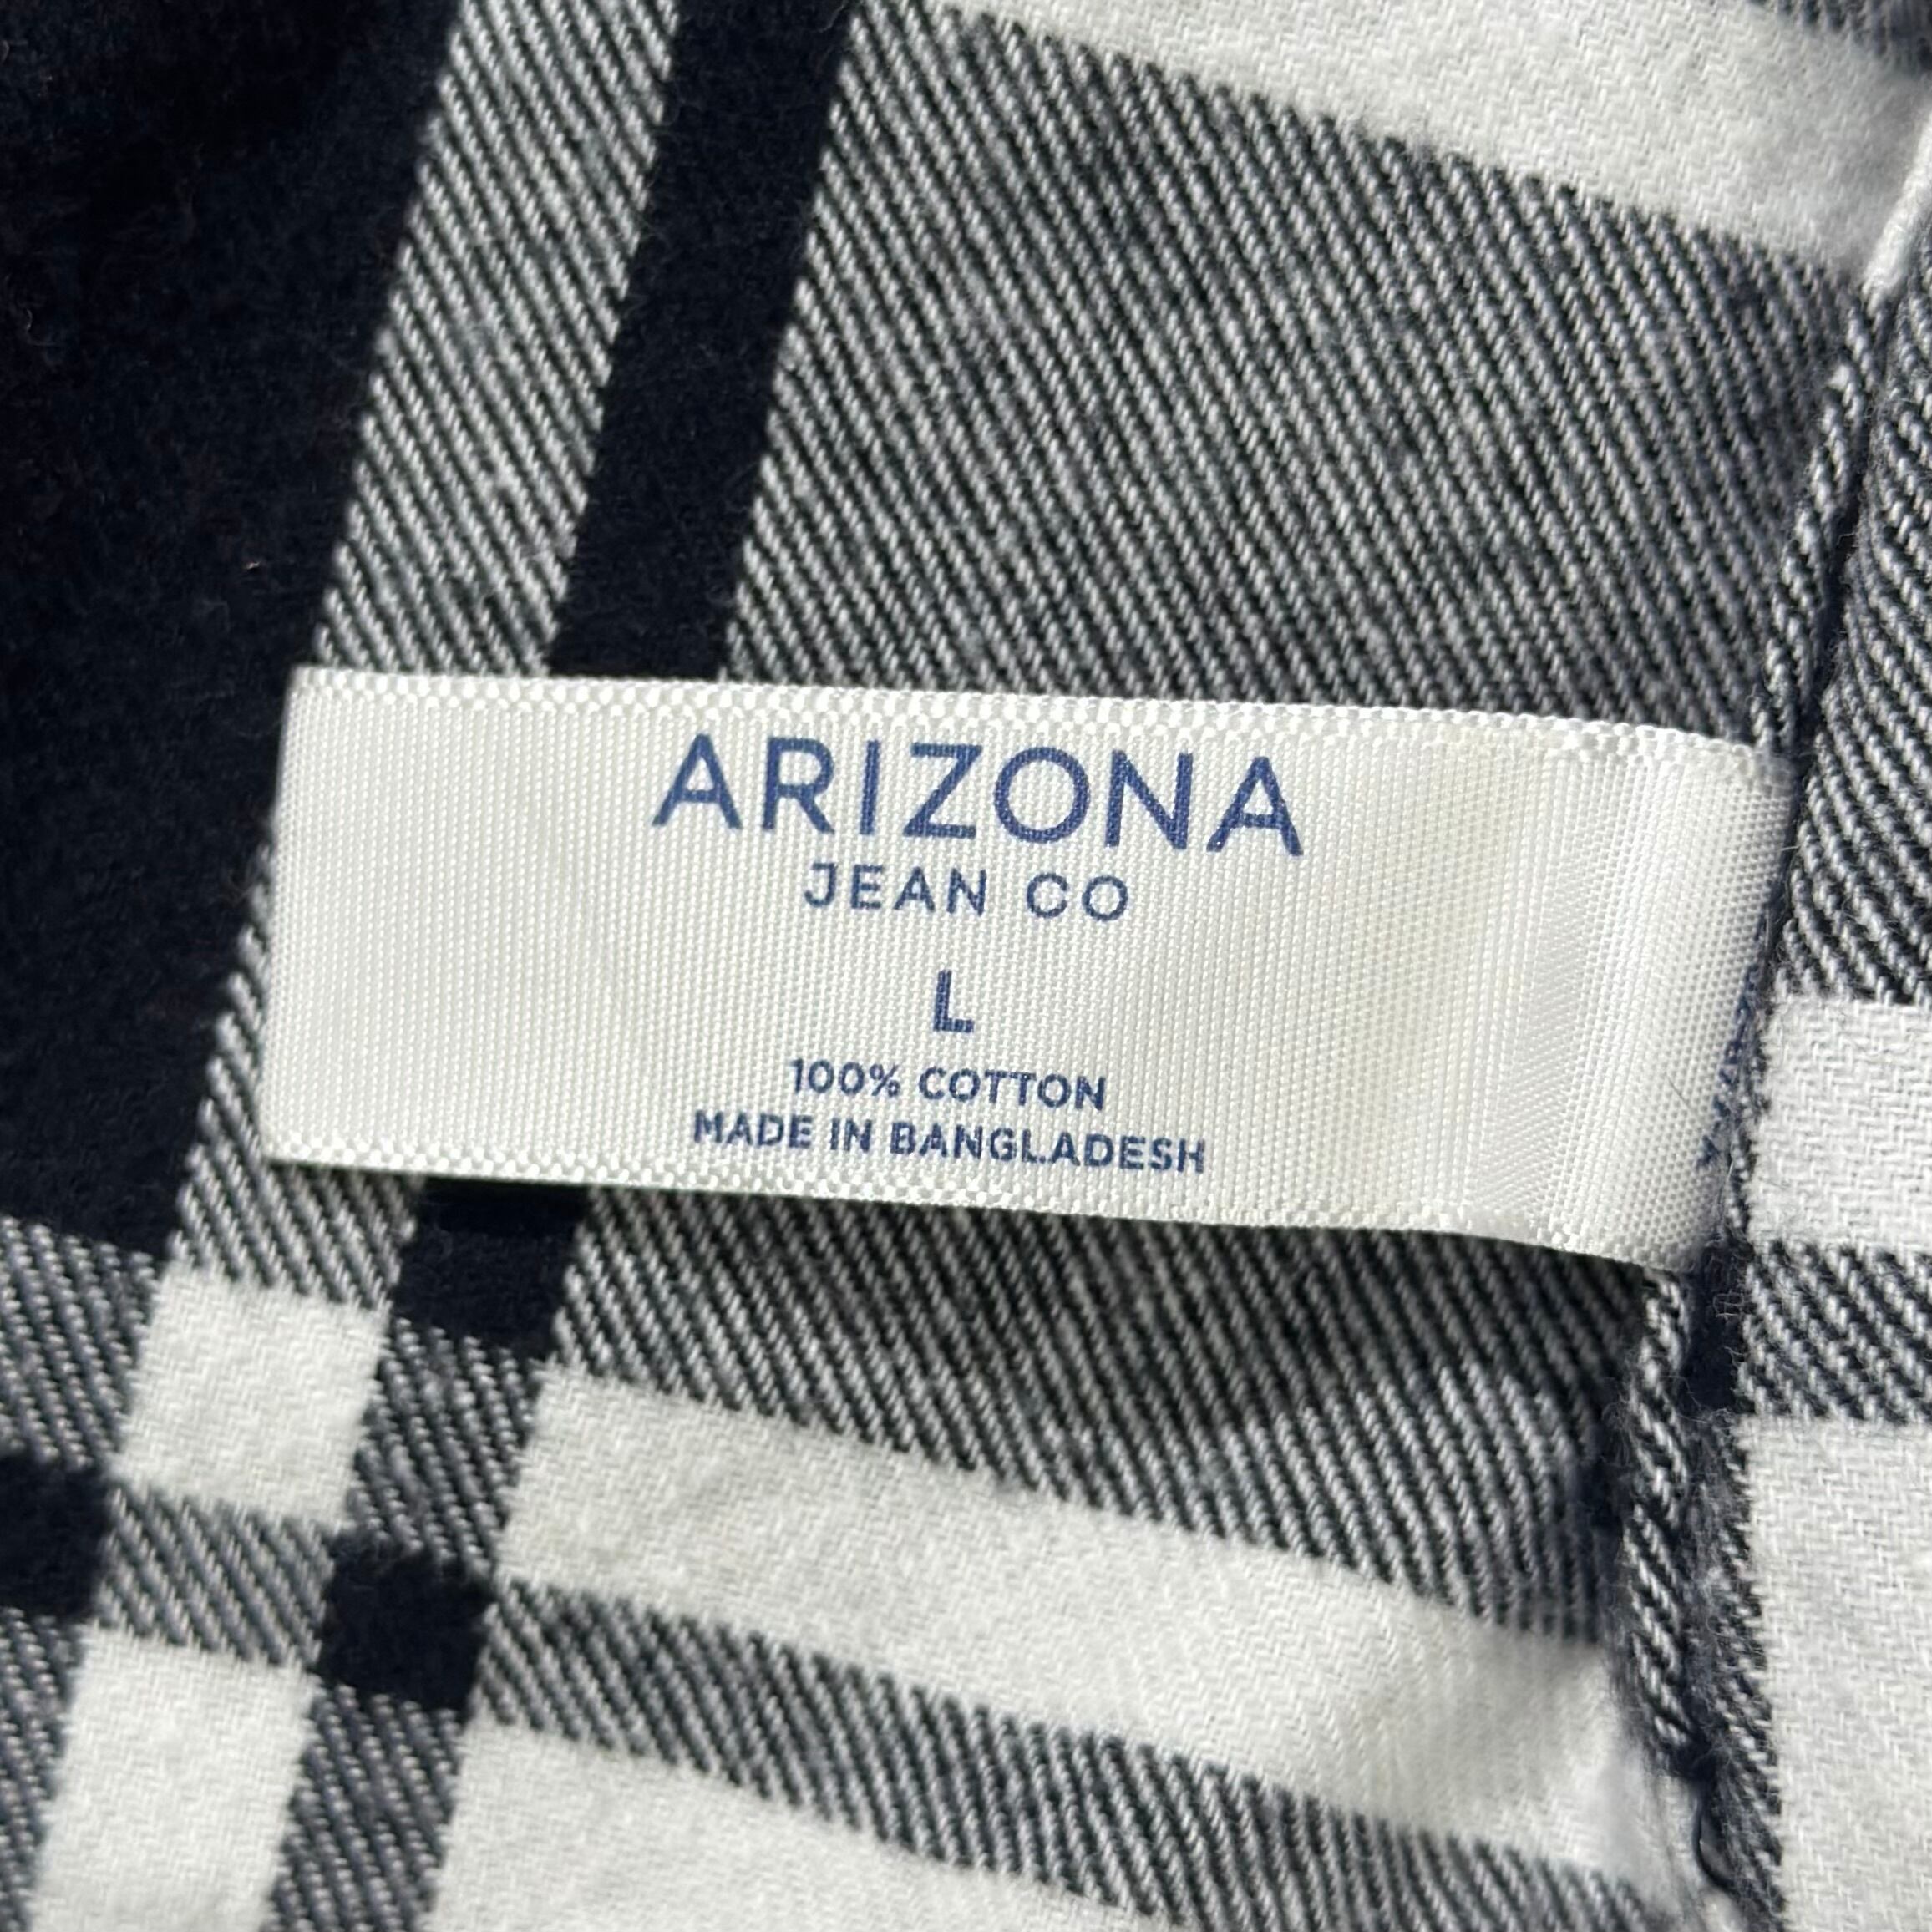 ARIZONA
JEAN CO
L
100% COTTON
MADE IN BANGLADESH